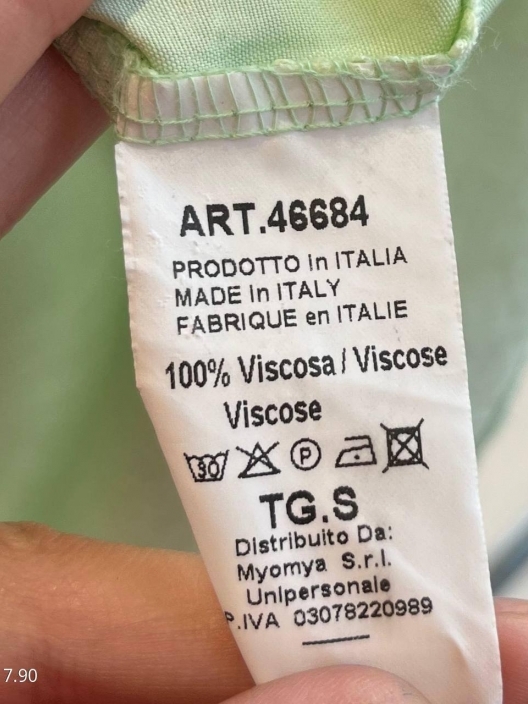 ART.46684
PRODOTTO in ITALIA
MADE in ITALY
FABRIQUE en ITALIE
100% Viscosa / Viscose
Viscose
30 P
TG.S
Distribuito Da:
Myomya S.r.l.
Unipersonale
P.IVA 03078220989
7.90